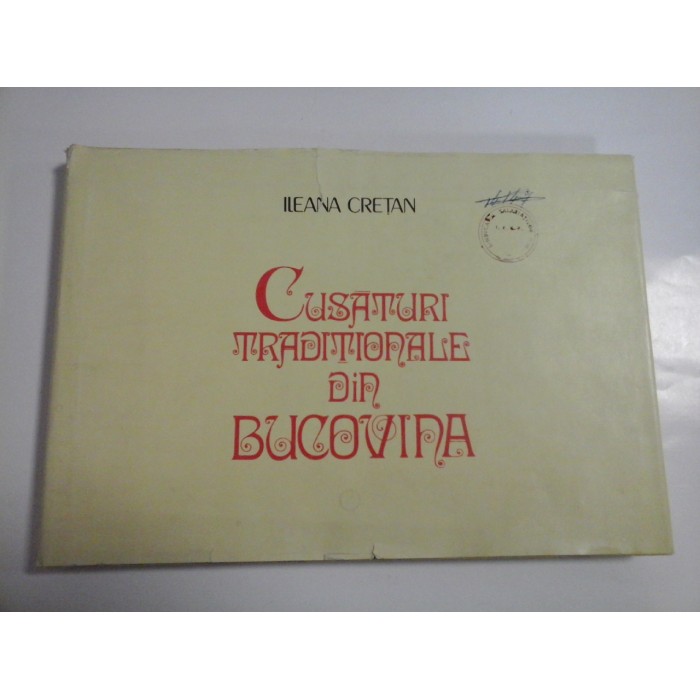 ILEANA CREȚAN
CUSĂTURI
TRADIȚIONALE
DIN
BUCOVINA